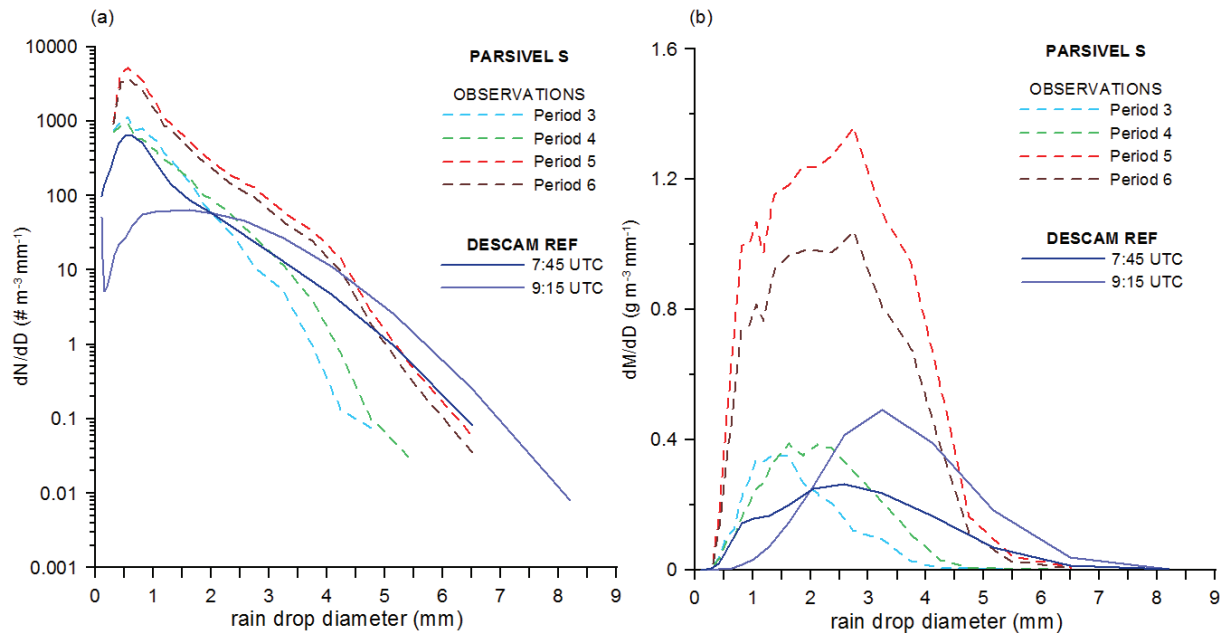 (a)
10000
1000
100
10
1
0.1
0.01
0.001
dN/dD (# m⁻³ mm⁻¹)
0 1 2 3 4 5 6 7 8 9
rain drop diameter (mm)
PARSIVEL S
OBSERVATIONS
Period 3
Period 4
Period 5
Period 6
DESCAM REF
7:45 UTC
9:15 UTC
(b)
1.6
1.2
0.8
0.4
0
dM/dD (g m⁻³ mm⁻¹)
0 1 2 3 4 5 6 7 8 9
rain drop diameter (mm)
PARSIVEL S
OBSERVATIONS
Period 3
Period 4
Period 5
Period 6
DESCAM REF
7:45 UTC
9:15 UTC